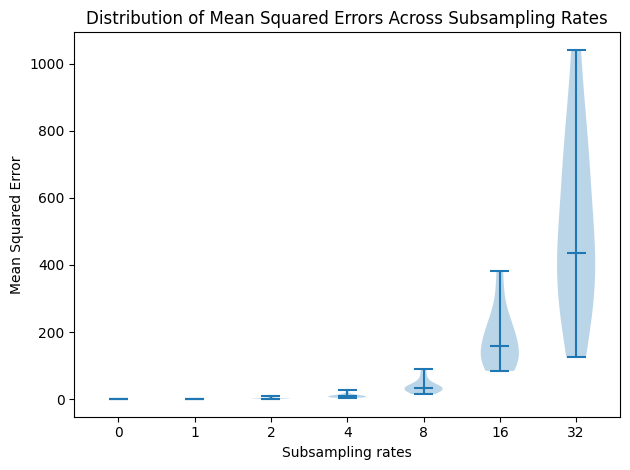 Distribution of Mean Squared Errors Across Subsampling Rates
Mean Squared Error
1000
800
600
400
200
0
0 1 2 4 8 16 32
Subsampling rates